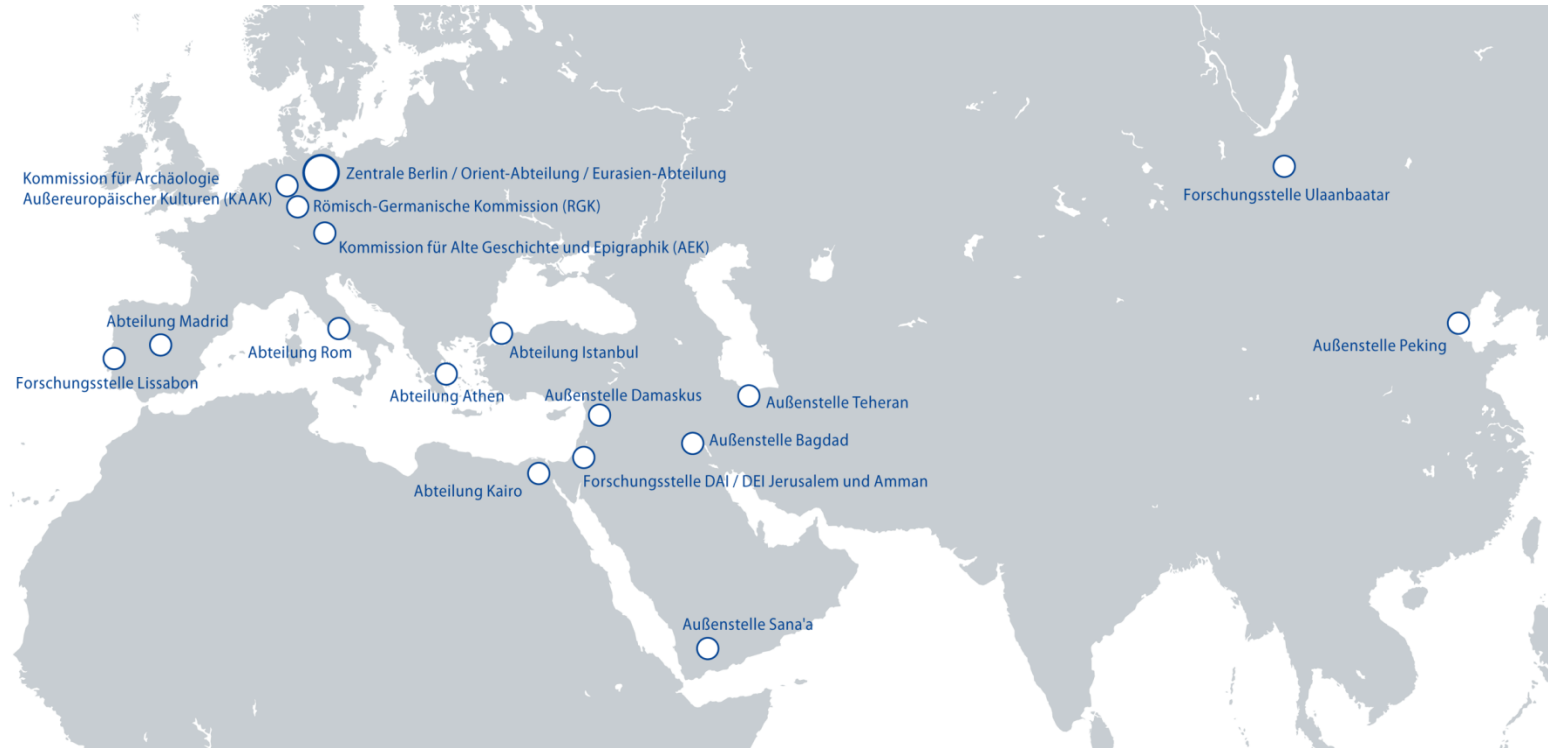 Zentrale Berlin / Orient-Abteilung / Eurasien-Abteilung
Kommission für Archäologie
Außereuropäischer Kulturen (KAAK)
Forschungsstelle Ulaanbaatar
Römisch-Germanische Kommission (RGK)
Kommission für Alte Geschichte und Epigraphik (AEK)
Abteilung Madrid
Abteilung Rom
Abteilung Istanbul
Außenstelle Peking
Forschungsstelle Lissabon
Abteilung Athen
Außenstelle Damaskus
Außenstelle Teheran
Außenstelle Bagdad
Forschungsstelle DAI / DEI Jerusalem und Amman
Abteilung Kairo
Außenstelle Sana'a